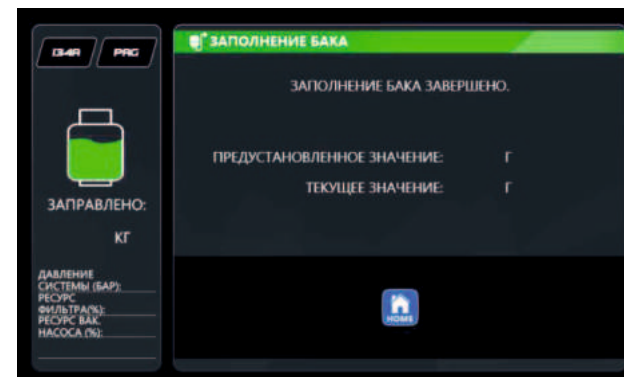 134A PAG
ЗАПРАВЛЕНО:
КГ
ДАВЛЕНИЕ
СИСТЕМЫ (БАР):
РЕСУРС
ФИЛЬТРА(%):
РЕСУРС ВАК.
НАСОСА (%):
ЗАПОЛНЕНИЕ БАКА
ЗАПОЛНЕНИЕ БАКА ЗАВЕРШЕНО.
ПРЕДУСТАНОВЛЕННОЕ ЗНАЧЕНИЕ: Г
ТЕКУЩЕЕ ЗНАЧЕНИЕ: Г
HOME